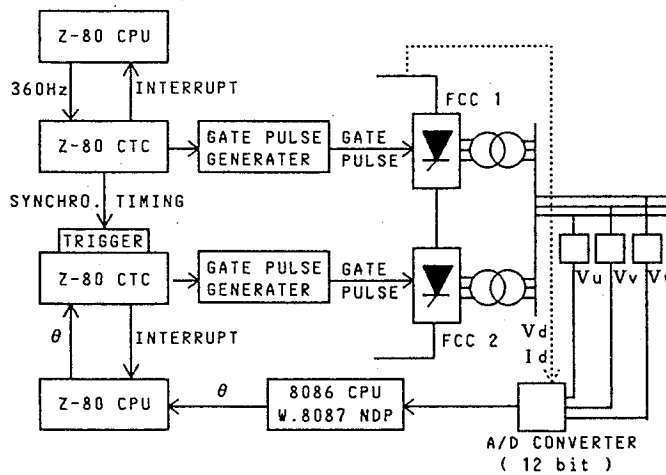 Z-80 CPU
360Hz
INTERRUPT
FCC 1
Z-80 CTC
GATE PULSE
GENERATER
GATE
PULSE
SYNCHRO. TIMING
TRIGGER
Z-80 CTC
GATE PULSE
GENERATER
GATE
PULSE
Vu
Vv
θ
INTERRUPT
FCC 2
Vd
Id
Z-80 CPU
θ
8086 CPU
W.8087 NDP
A/D CONVERTER
( 12 bit )